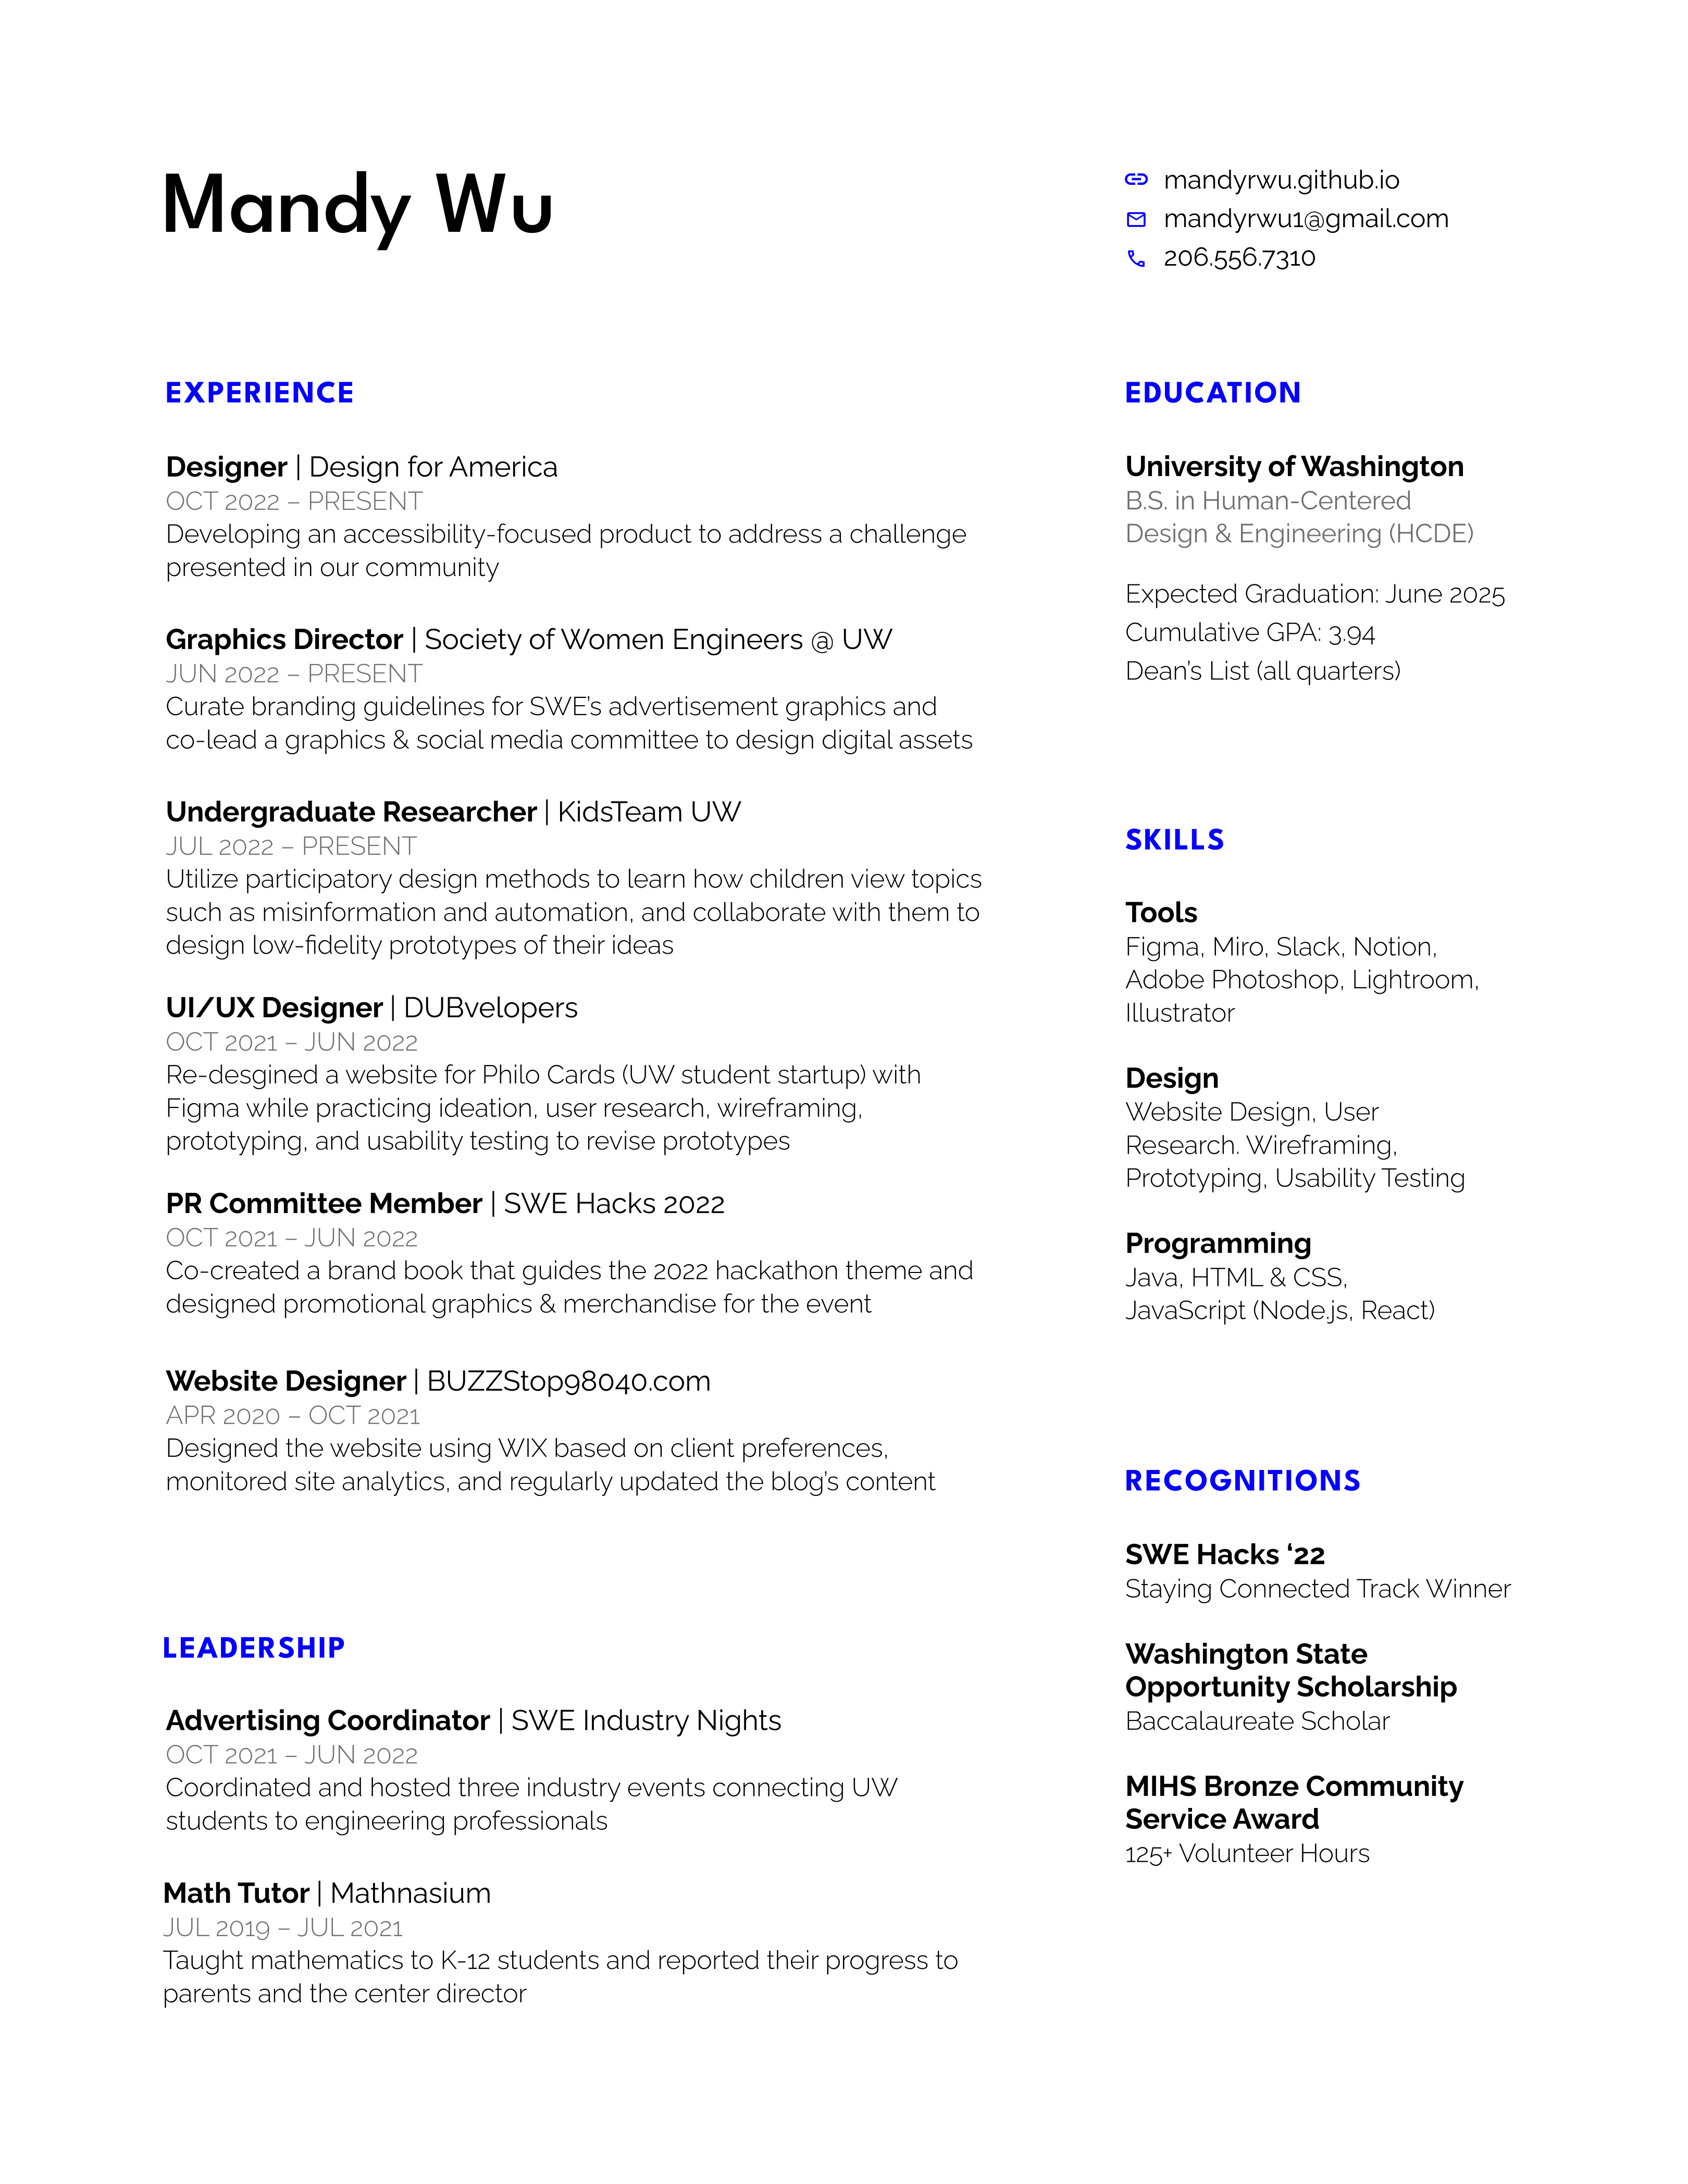 Mandy Wu
mandyrwu.github.io
mandyrwu1@gmail.com
206.556.7310
EXPERIENCE
Designer | Design for America
OCT 2022 – PRESENT
Developing an accessibility-focused product to address a challenge
presented in our community
Graphics Director | Society of Women Engineers @ UW
JUN 2022 – PRESENT
Curate branding guidelines for SWE’s advertisement graphics and
co-lead a graphics & social media committee to design digital assets
Undergraduate Researcher | KidsTeam UW
JUL 2022 – PRESENT
Utilize participatory design methods to learn how children view topics
such as misinformation and automation, and collaborate with them to
design low-fidelity prototypes of their ideas
UI/UX Designer | DUBvelopers
OCT 2021 – JUN 2022
Re-desgined a website for Philo Cards (UW student startup) with
Figma while practicing ideation, user research, wireframing,
prototyping, and usability testing to revise prototypes
PR Committee Member | SWE Hacks 2022
OCT 2021 – JUN 2022
Co-created a brand book that guides the 2022 hackathon theme and
designed promotional graphics & merchandise for the event
Website Designer | BUZZStop98040.com
APR 2020 – OCT 2021
Designed the website using WIX based on client preferences,
monitored site analytics, and regularly updated the blog’s content
LEADERSHIP
Advertising Coordinator | SWE Industry Nights
OCT 2021 – JUN 2022
Coordinated and hosted three industry events connecting UW
students to engineering professionals
Math Tutor | Mathnasium
JUL 2019 – JUL 2021
Taught mathematics to K-12 students and reported their progress to
parents and the center director
EDUCATION
University of Washington
B.S. in Human-Centered
Design & Engineering (HCDE)
Expected Graduation: June 2025
Cumulative GPA: 3.94
Dean’s List (all quarters)
SKILLS
Tools
Figma, Miro, Slack, Notion,
Adobe Photoshop, Lightroom,
Illustrator
Design
Website Design, User
Research. Wireframing,
Prototyping, Usability Testing
Programming
Java, HTML & CSS,
JavaScript (Node.js, React)
RECOGNITIONS
SWE Hacks ‘22
Staying Connected Track Winner
Washington State
Opportunity Scholarship
Baccalaureate Scholar
MIHS Bronze Community
Service Award
125+ Volunteer Hours